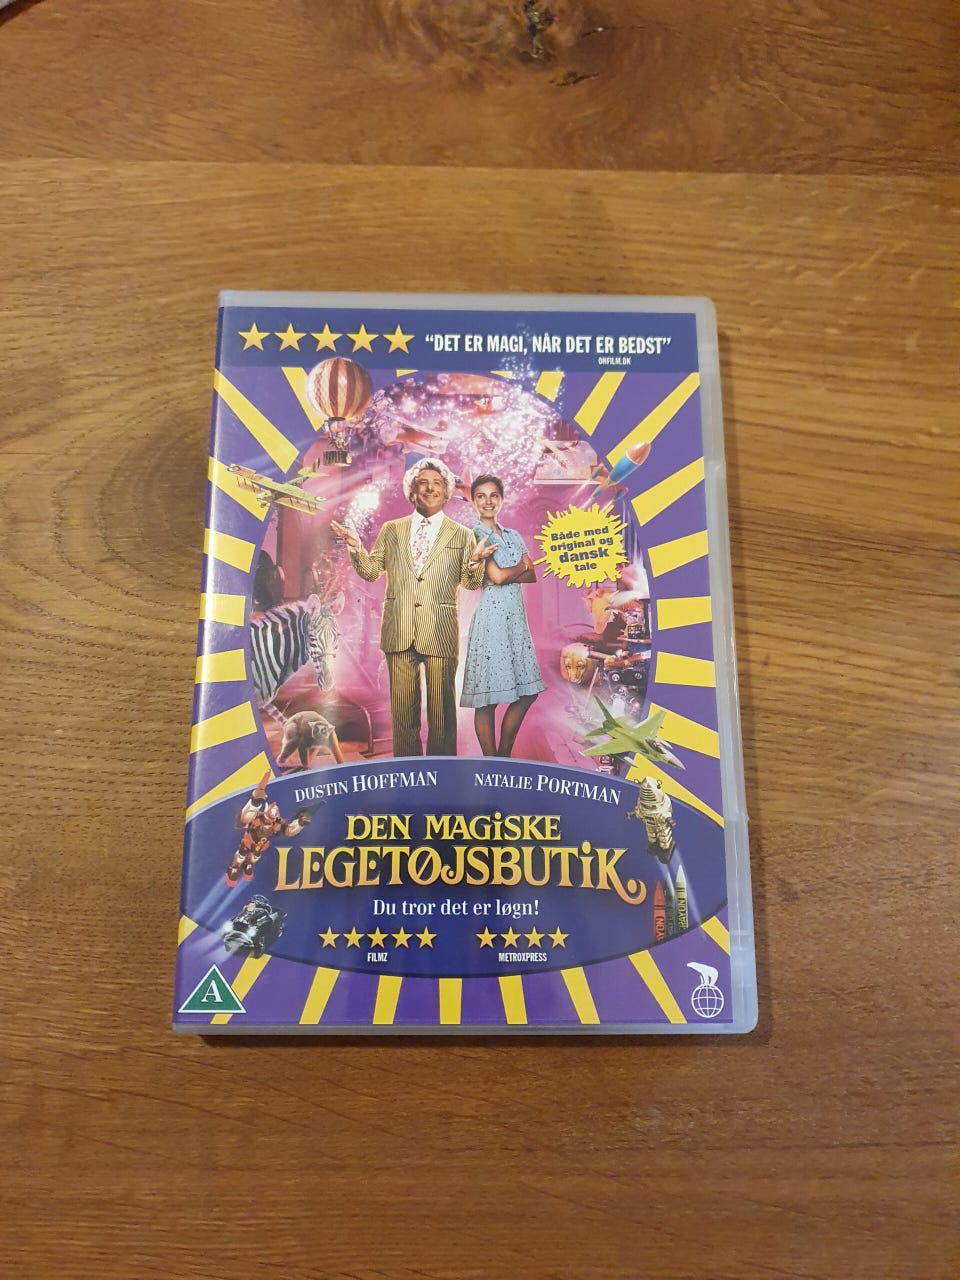 "DET ER MAGI, NÅR DET ER BEDST"
OHFILM.DK
Både med
original og
dansk
tale
DUSTIN HOFFMAN
NATALIE PORTMAN
DEN MAGiSKE
LEGETØJSBUTiK
Du tror det er løgn!
FILMZ
METROXPRESS
A